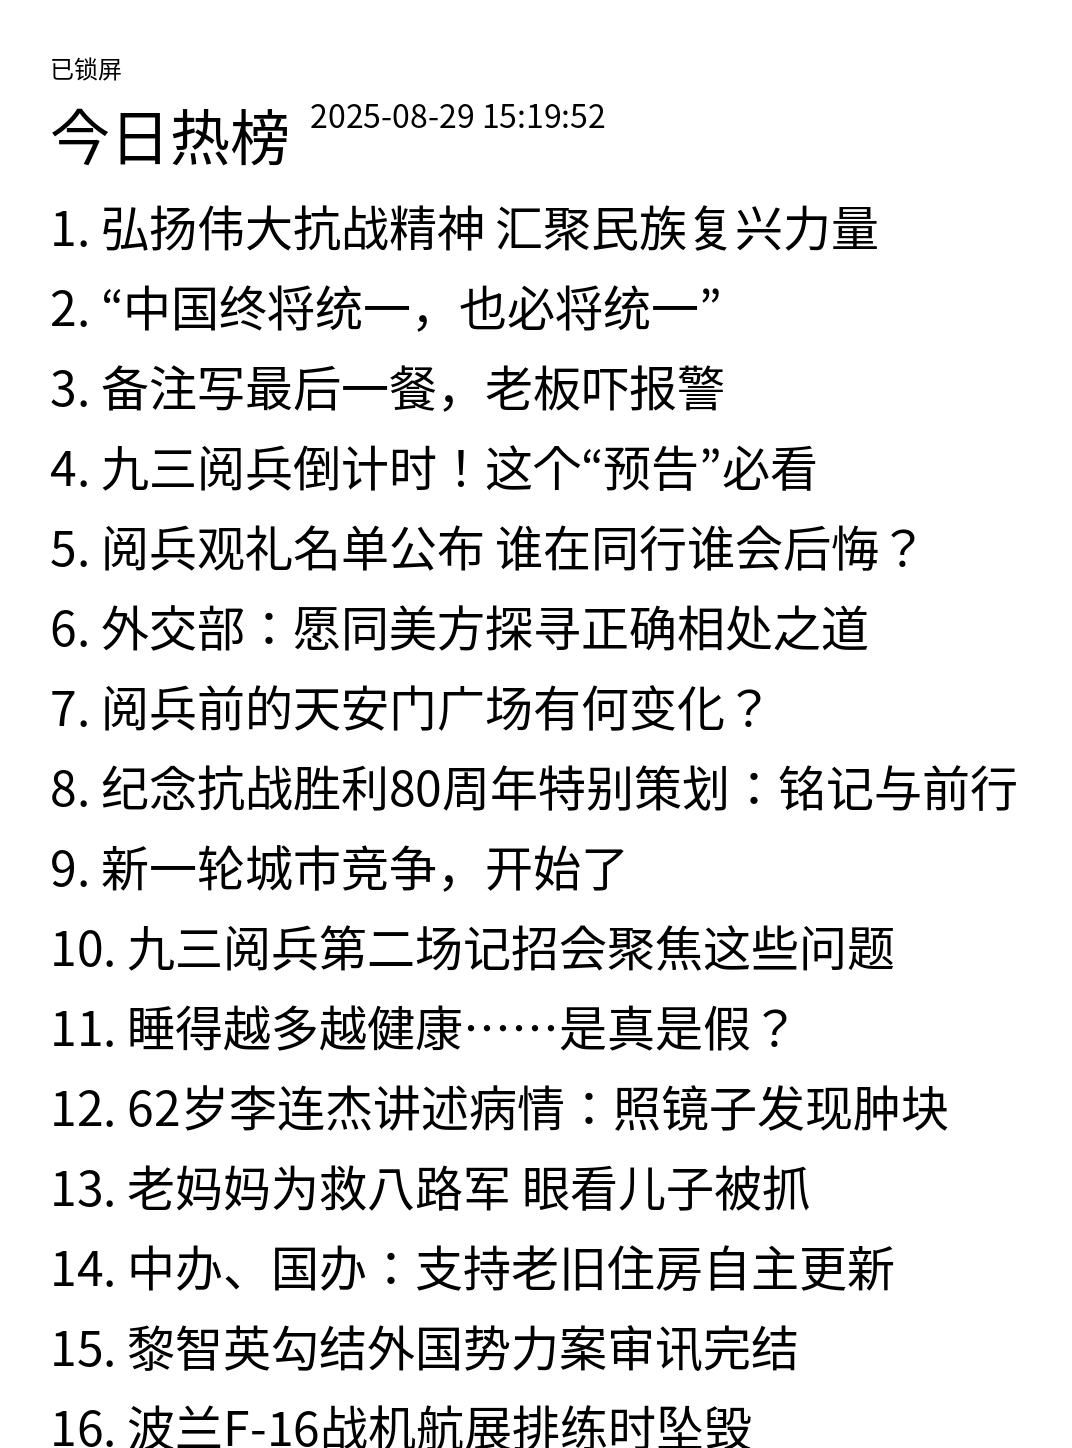 已锁屏
今日热榜 2025-08-29 15:19:52
1. 弘扬伟大抗战精神 汇聚民族复兴力量
2. “中国终将统一，也必将统一”
3. 备注写最后一餐，老板吓报警
4. 九三阅兵倒计时！这个“预告”必看
5. 阅兵观礼名单公布 谁在同行谁会后悔？
6. 外交部：愿同美方探寻正确相处之道
7. 阅兵前的天安门广场有何变化？
8. 纪念抗战胜利80周年特别策划：铭记与前行
9. 新一轮城市竞争，开始了
10. 九三阅兵第二场记招会聚焦这些问题
11. 睡得越多越健康……是真是假？
12. 62岁李连杰讲述病情：照镜子发现肿块
13. 老妈妈为救八路军 眼看儿子被抓
14. 中办、国办：支持老旧住房自主更新
15. 黎智英勾结外国势力案审讯完结
16. 波兰F-16战机航展排练时坠毁